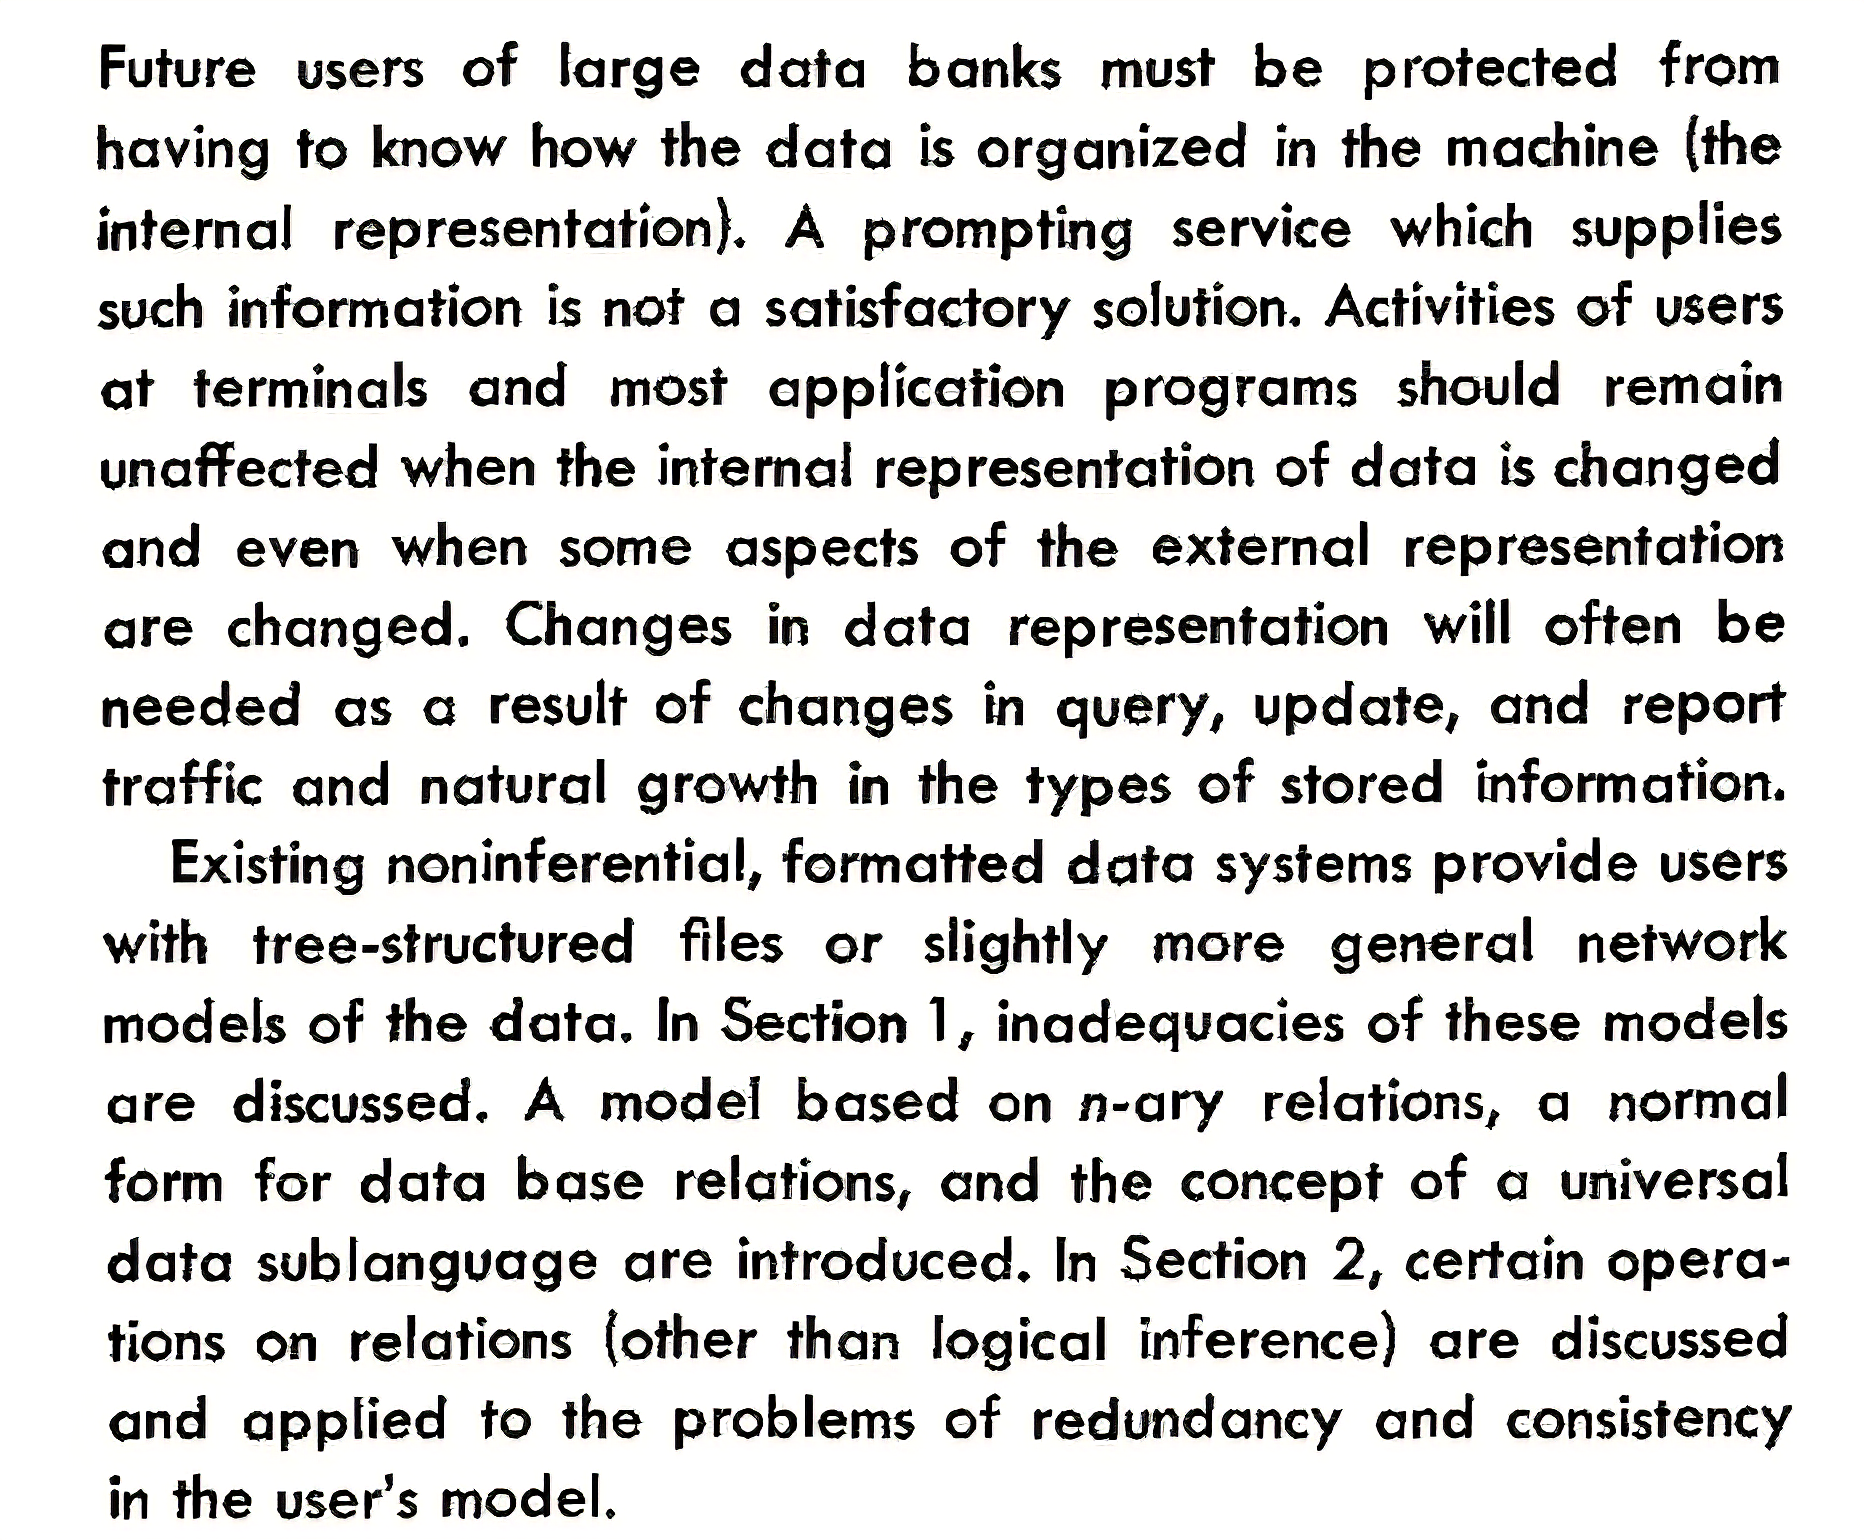 Future users of large data banks must be protected from
having to know how the data is organized in the machine (the
internal representation). A prompting service which supplies
such information is not a satisfactory solution. Activities of users
at terminals and most application programs should remain
unaffected when the internal representation of data is changed
and even when some aspects of the external representation
are changed. Changes in data representation will often be
needed as a result of changes in query, update, and report
traffic and natural growth in the types of stored information.
Existing noninferential, formatted data systems provide users
with tree-structured files or slightly more general network
models of the data. In Section 1, inadequacies of these models
are discussed. A model based on n-ary relations, a normal
form for data base relations, and the concept of a universal
data sublanguage are introduced. In Section 2, certain opera-
tions on relations (other than logical inference) are discussed
and applied to the problems of redundancy and consistency
in the user's model.